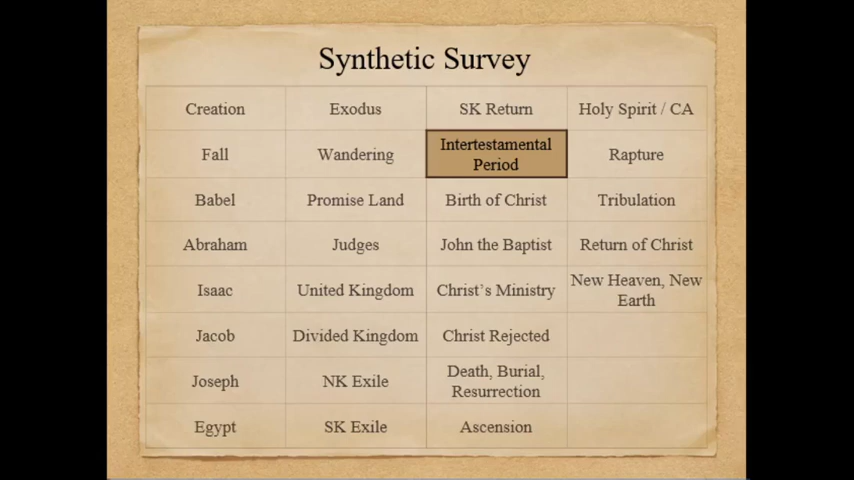 Synthetic Survey
Creation
Exodus
SK Return
Holy Spirit / CA
Fall
Wandering
Intertestamental
Period
Rapture
Babel
Promise Land
Birth of Christ
Tribulation
Abraham
Judges
John the Baptist
Return of Christ
Isaac
United Kingdom
Christ's Ministry
New Heaven, New
Earth
Jacob
Divided Kingdom
Christ Rejected
Joseph
NK Exile
Death, Burial,
Resurrection
Egypt
SK Exile
Ascension